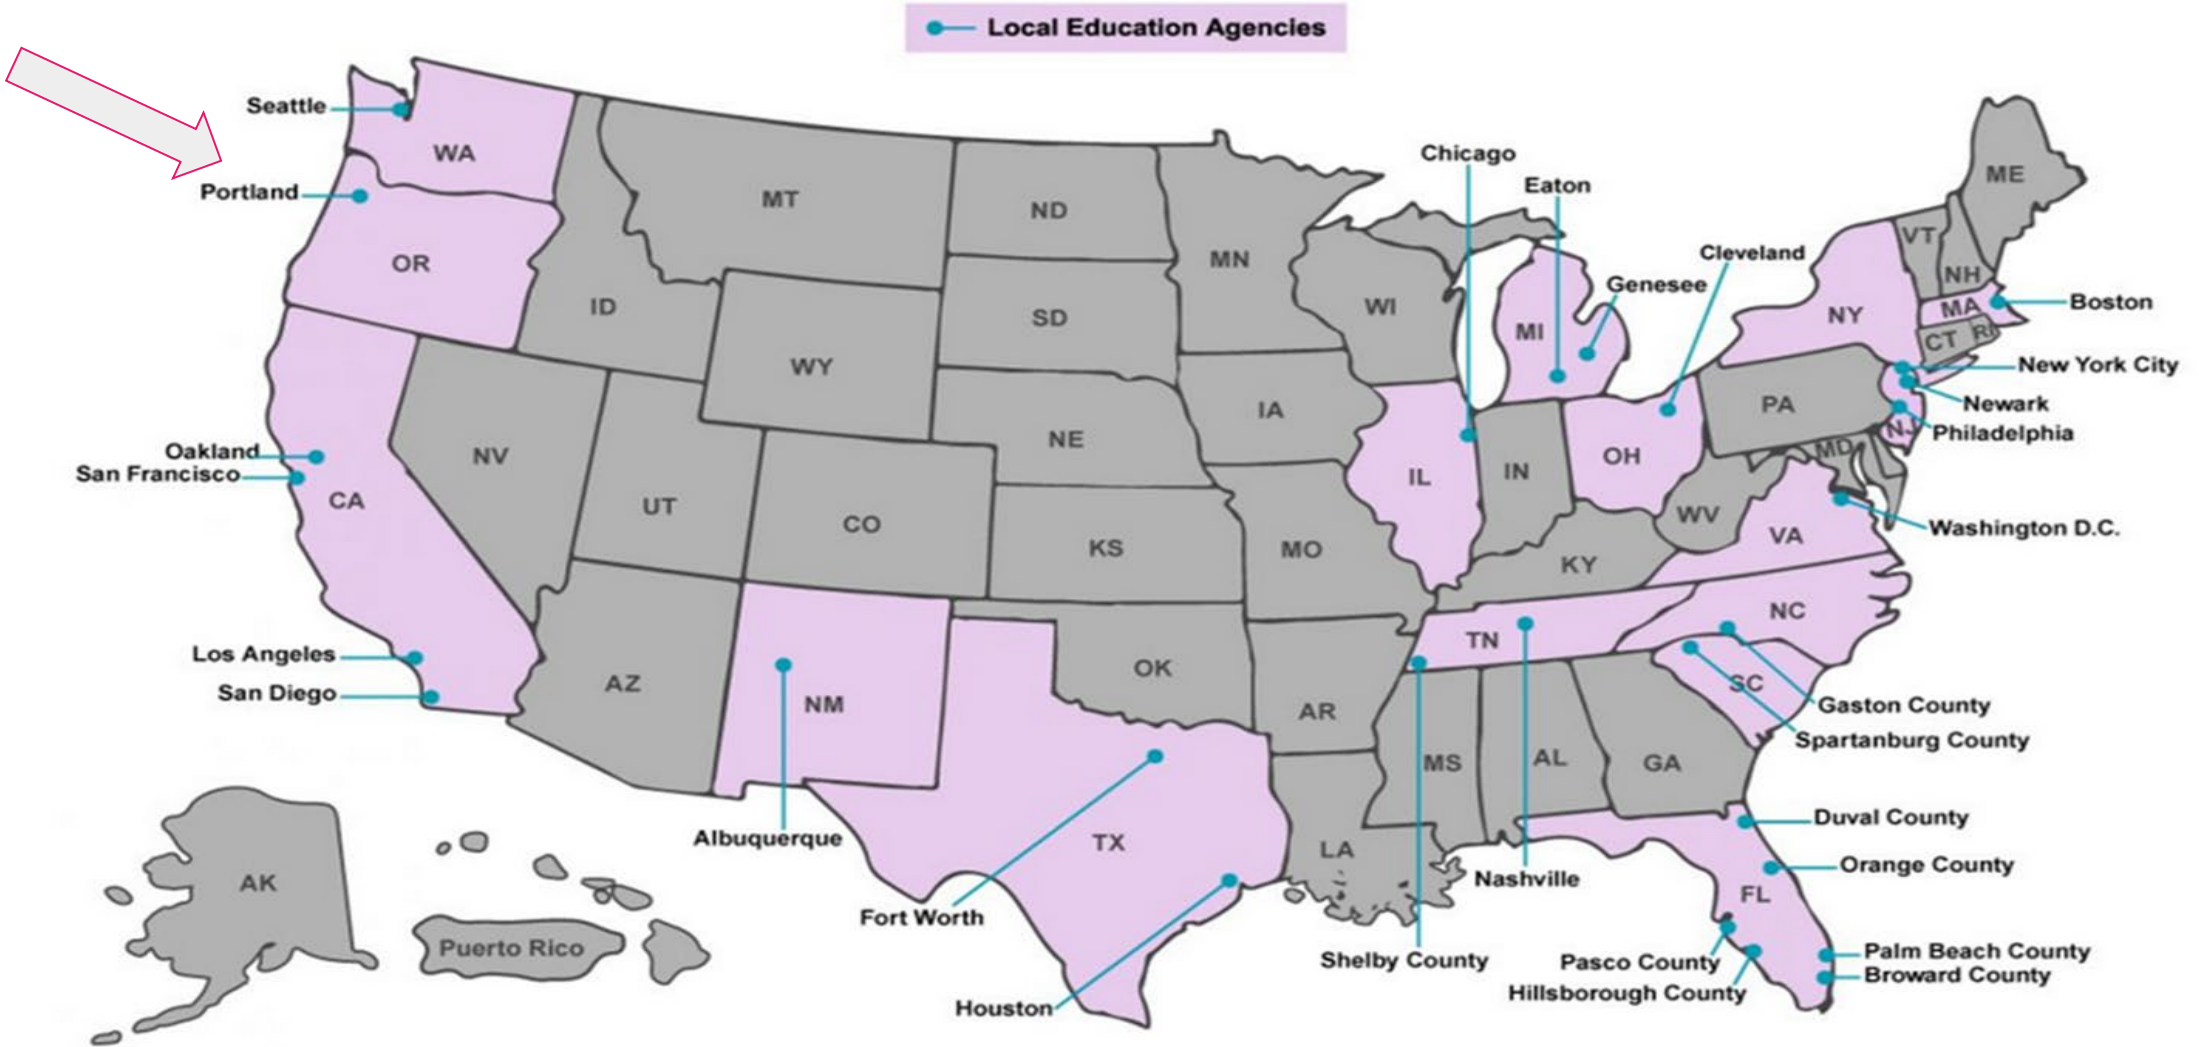 Local Education Agencies
Seattle
WA
Portland
OR
MT
ND
MN
Chicago
Eaton
ME
VT
NH
Cleveland
Genesee
ID
SD
WI
MI
NY
MA
Boston
CT
RI
WY
New York City
IA
PA
Newark
NJ
Philadelphia
NE
MD
Oakland
San Francisco
CA
NV
UT
CO
KS
MO
IL
IN
OH
WV
VA
Washington D.C.
KY
NC
TN
Los Angeles
San Diego
AZ
NM
OK
AR
SC
Gaston County
Spartanburg County
MS
AL
GA
Albuquerque
TX
LA
Duval County
Orange County
FL
Nashville
Fort Worth
AK
Puerto Rico
Shelby County
Pasco County
Palm Beach County
Hillsborough County
Broward County
Houston